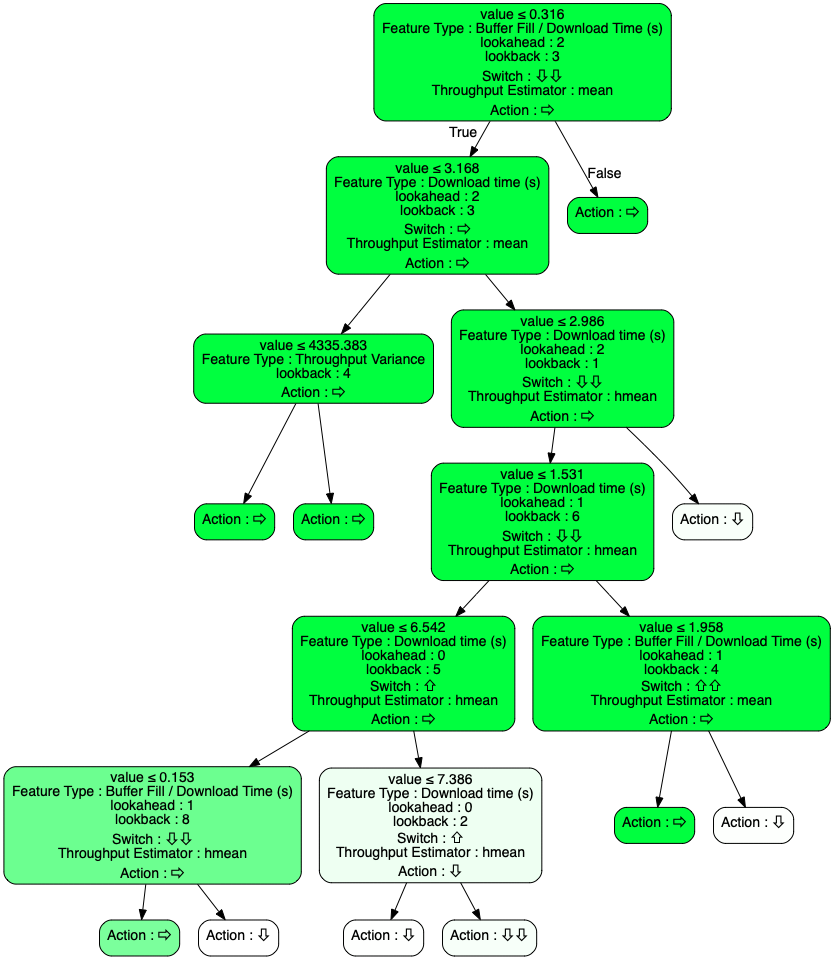 value ≤ 0.316
Feature Type : Buffer Fill / Download Time (s)
lookahead : 2
lookback : 3
Switch : ⇩⇩
Throughput Estimator : mean
Action : ⇨
True
False
value ≤ 3.168
Feature Type : Download time (s)
lookahead : 2
lookback : 3
Switch : ⇨
Throughput Estimator : mean
Action : ⇨
Action : ⇨
value ≤ 4335.383
Feature Type : Throughput Variance
lookback : 4
Action : ⇨
value ≤ 2.986
Feature Type : Download time (s)
lookahead : 2
lookback : 1
Switch : ⇩⇩
Throughput Estimator : hmean
Action : ⇨
Action : ⇨
Action : ⇨
value ≤ 1.531
Feature Type : Download time (s)
lookahead : 1
lookback : 6
Switch : ⇩⇩
Throughput Estimator : hmean
Action : ⇨
Action : ⇩
value ≤ 6.542
Feature Type : Download time (s)
lookahead : 0
lookback : 5
Switch : ⇧
Throughput Estimator : hmean
Action : ⇨
value ≤ 1.958
Feature Type : Buffer Fill / Download Time (s)
lookahead : 1
lookback : 4
Switch : ⇧⇧
Throughput Estimator : mean
Action : ⇨
value ≤ 0.153
Feature Type : Buffer Fill / Download Time (s)
lookahead : 1
lookback : 8
Switch : ⇩⇩
Throughput Estimator : hmean
Action : ⇨
value ≤ 7.386
Feature Type : Download time (s)
lookahead : 0
lookback : 2
Switch : ⇧
Throughput Estimator : hmean
Action : ⇩
Action : ⇨
Action : ⇩
Action : ⇨
Action : ⇩
Action : ⇩
Action : ⇩⇩